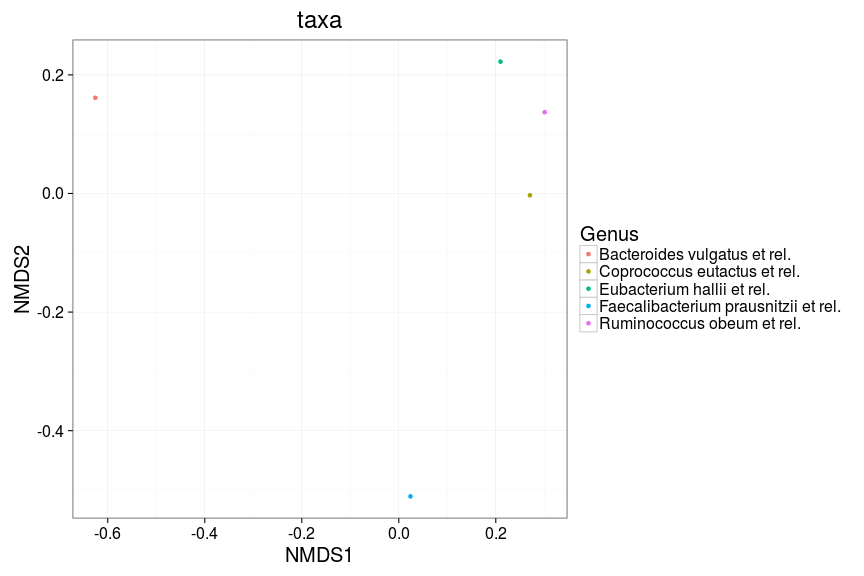 taxa
0.2
0.0
-0.2
-0.4
NMDS2
-0.6
-0.4
-0.2
0.0
0.2
NMDS1
Genus
Bacteroides vulgatus et rel.
Coprococcus eutactus et rel.
Eubacterium hallii et rel.
Faecalibacterium prausnitzii et rel.
Ruminococcus obeum et rel.